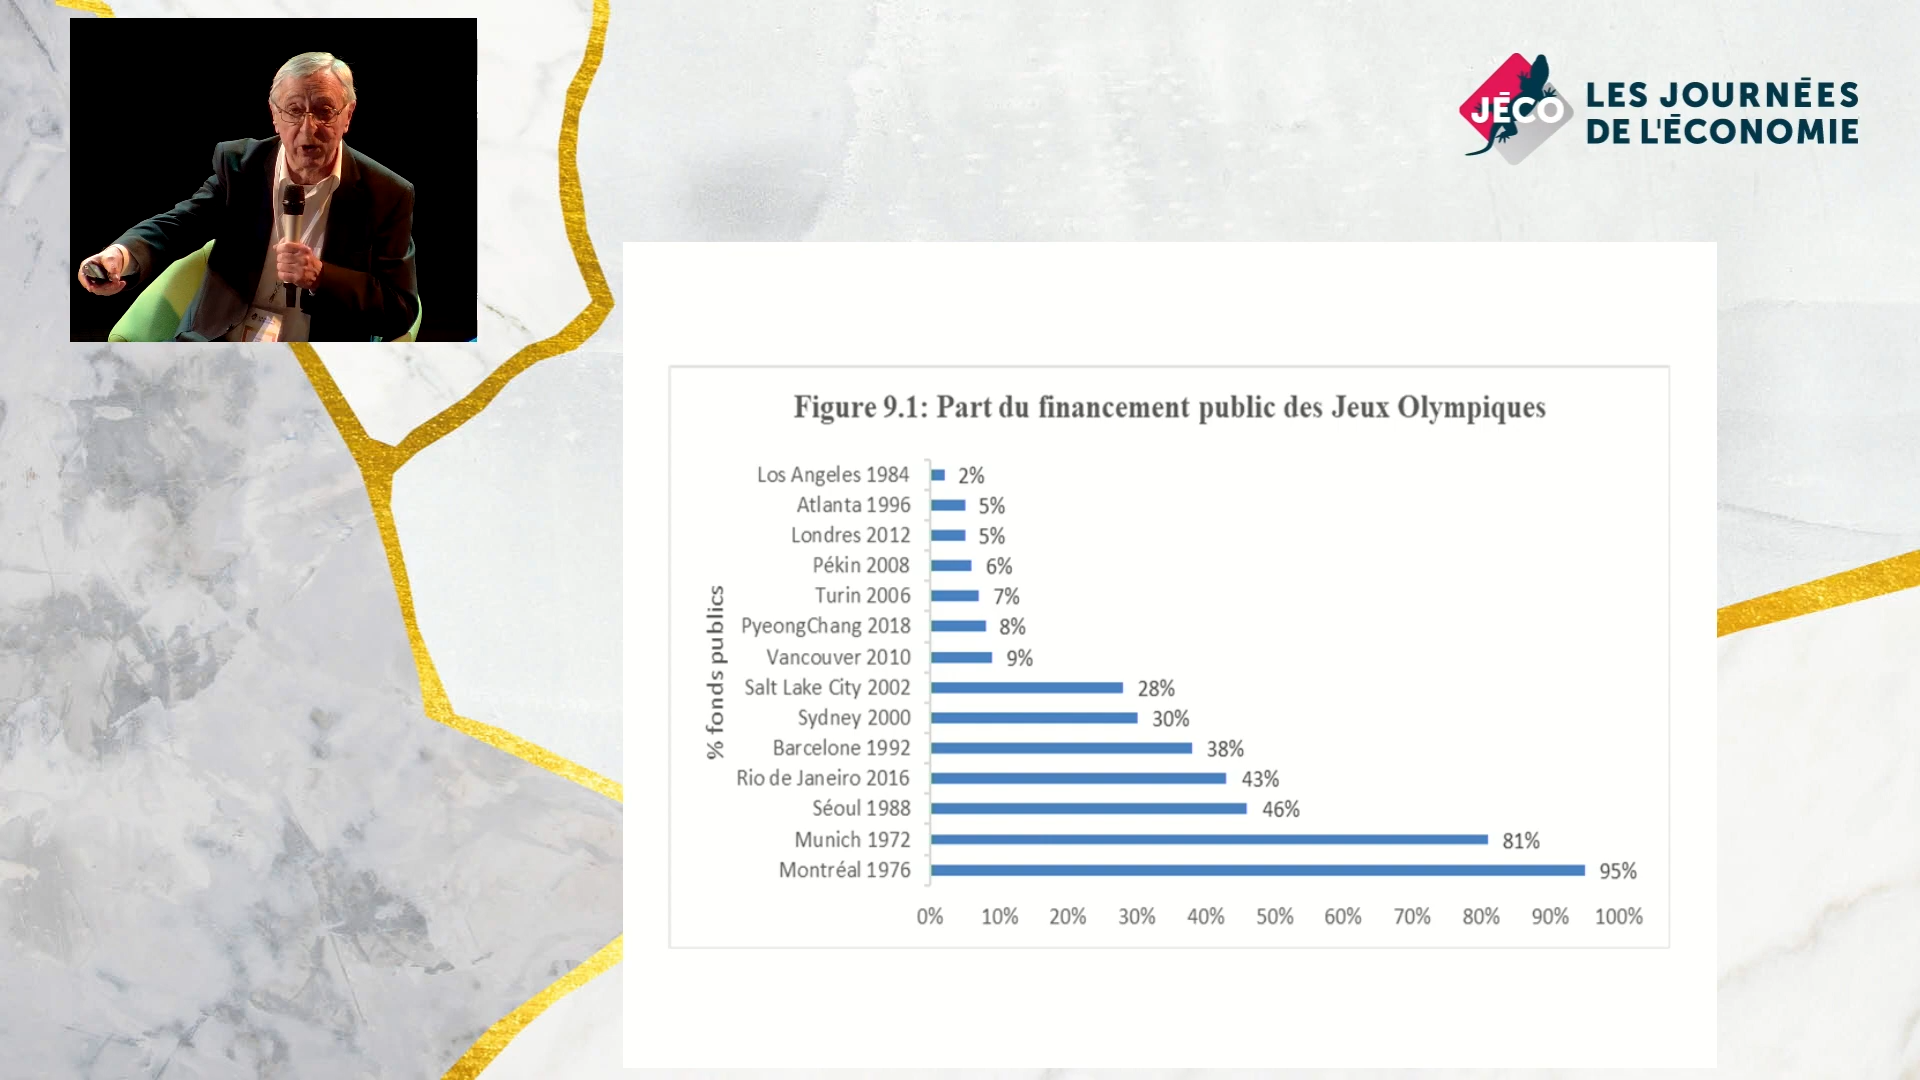 JÉCO
LES JOURNÉES
DE L'ÉCONOMIE
Figure 9.1: Part du financement public des Jeux Olympiques
% fonds publics
Los Angeles 1984 2%
Atlanta 1996 5%
Londres 2012 5%
Pékin 2008 6%
Turin 2006 7%
PyeongChang 2018 8%
Vancouver 2010 9%
Salt Lake City 2002 28%
Sydney 2000 30%
Barcelone 1992 38%
Rio de Janeiro 2016 43%
Séoul 1988 46%
Munich 1972 81%
Montréal 1976 95%
0% 10% 20% 30% 40% 50% 60% 70% 80% 90% 100%